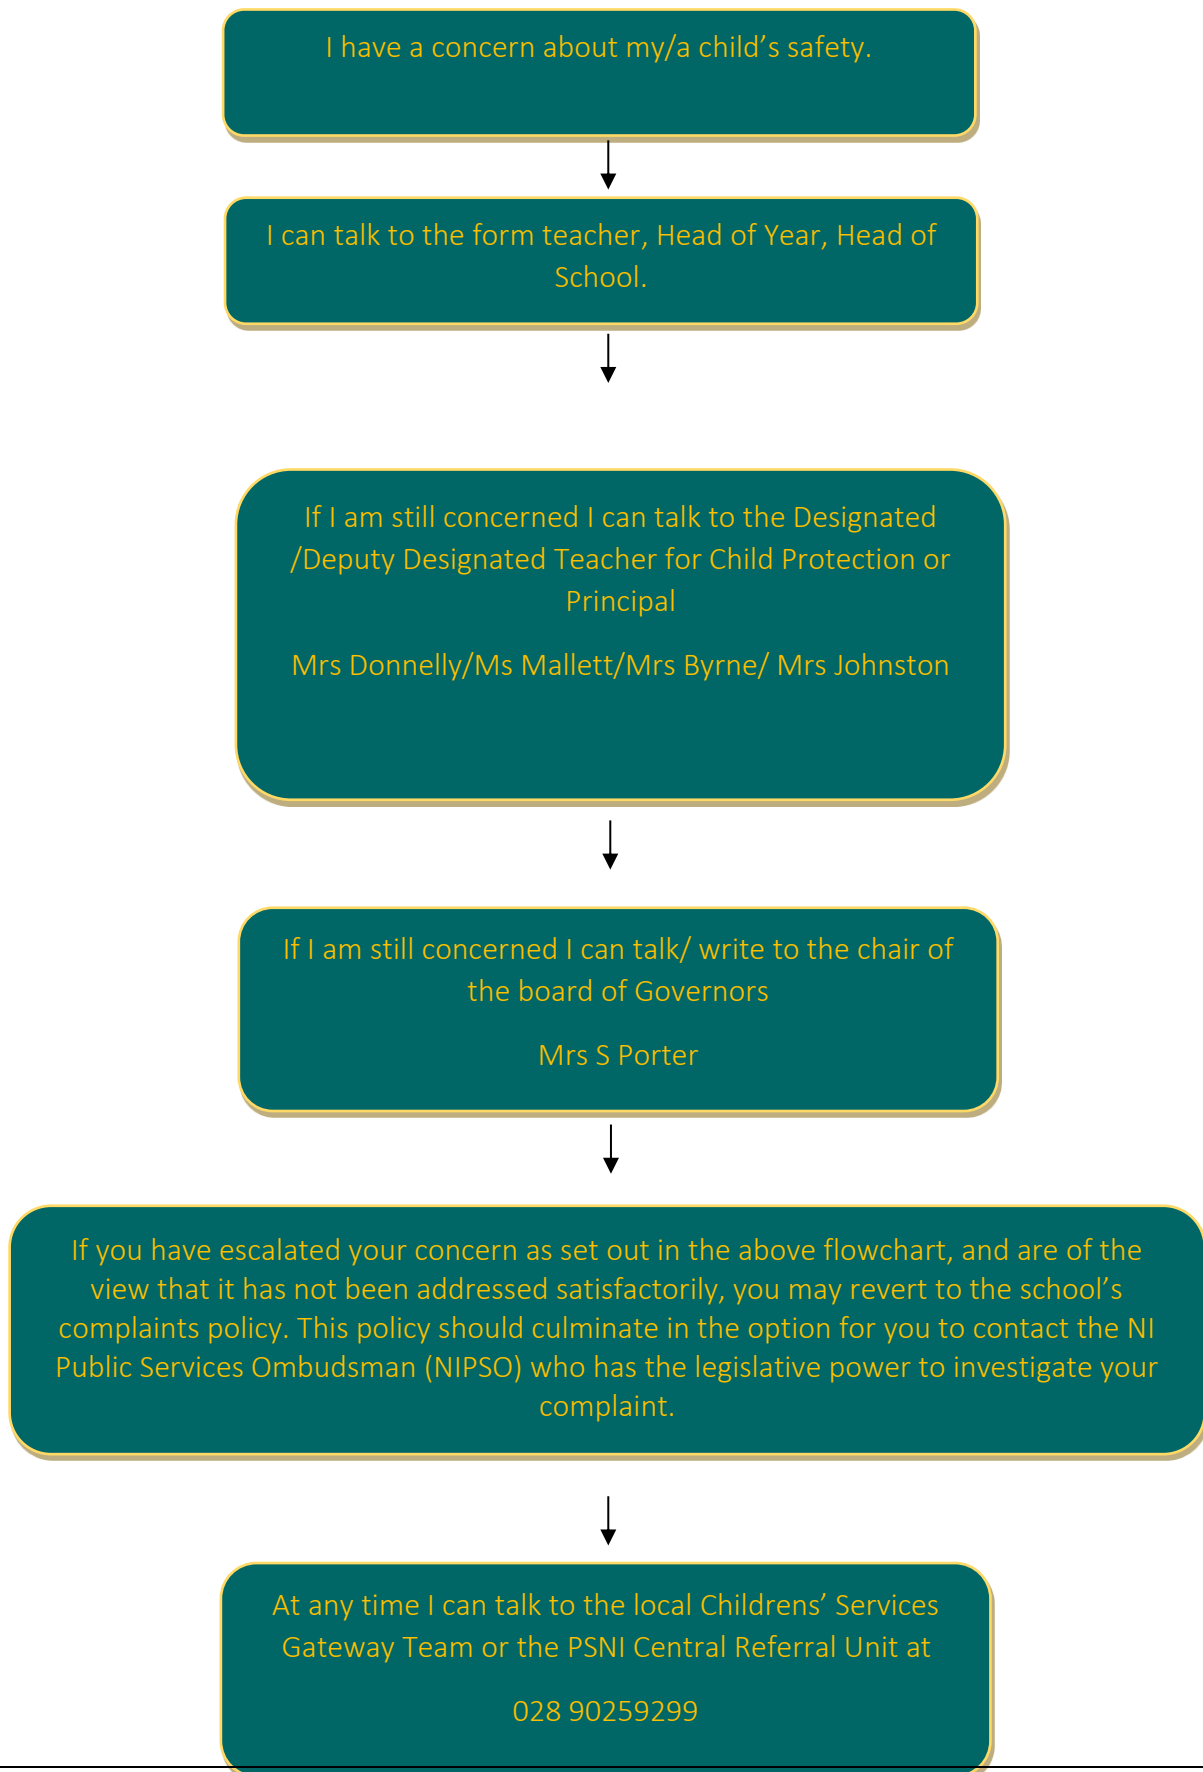 I have a concern about my/a child’s safety.
I can talk to the form teacher, Head of Year, Head of
School.
If I am still concerned I can talk to the Designated
/Deputy Designated Teacher for Child Protection or
Principal
Mrs Donnelly/Ms Mallett/Mrs Byrne/ Mrs Johnston
If I am still concerned I can talk/ write to the chair of
the board of Governors
Mrs S Porter
If you have escalated your concern as set out in the above flowchart, and are of the
view that it has not been addressed satisfactorily, you may revert to the school’s
complaints policy. This policy should culminate in the option for you to contact the NI
Public Services Ombudsman (NIPSO) who has the legislative power to investigate your
complaint.
At any time I can talk to the local Childrens’ Services
Gateway Team or the PSNI Central Referral Unit at
028 90259299